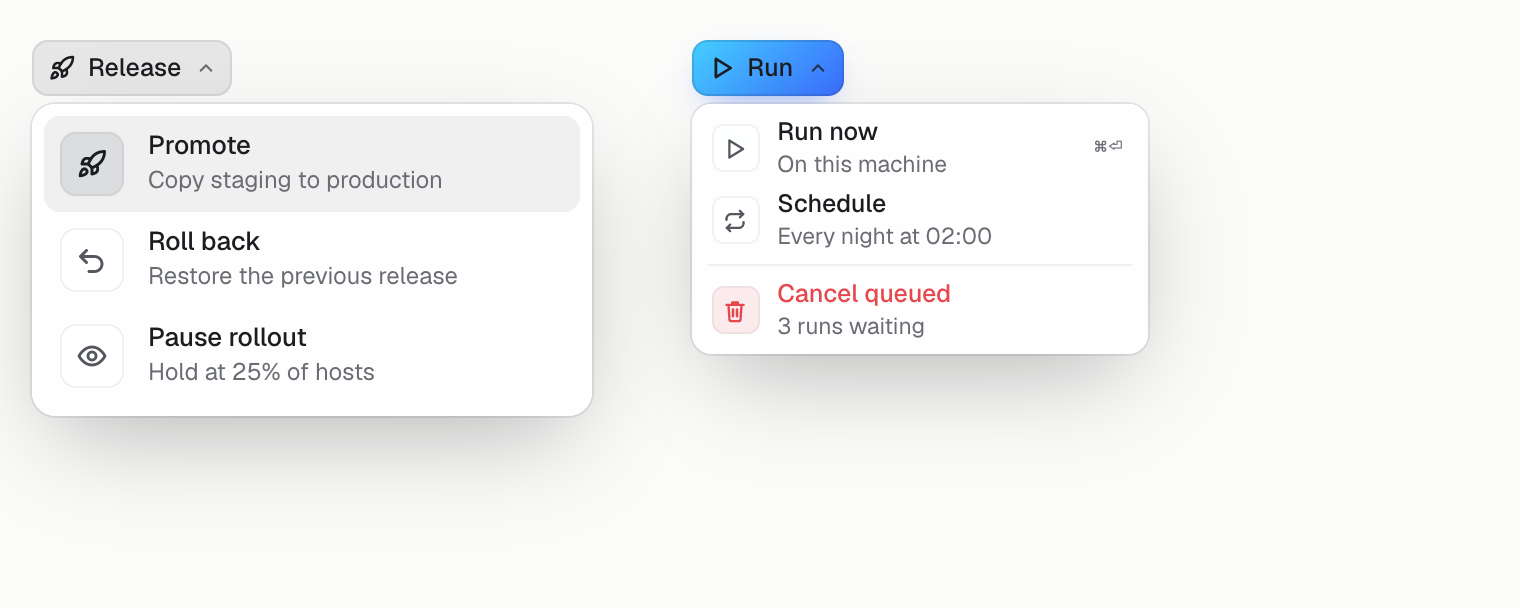 Release
Promote
Copy staging to production
Roll back
Restore the previous release
Pause rollout
Hold at 25% of hosts
Run
Run now
On this machine
⌘⏎
Schedule
Every night at 02:00
Cancel queued
3 runs waiting